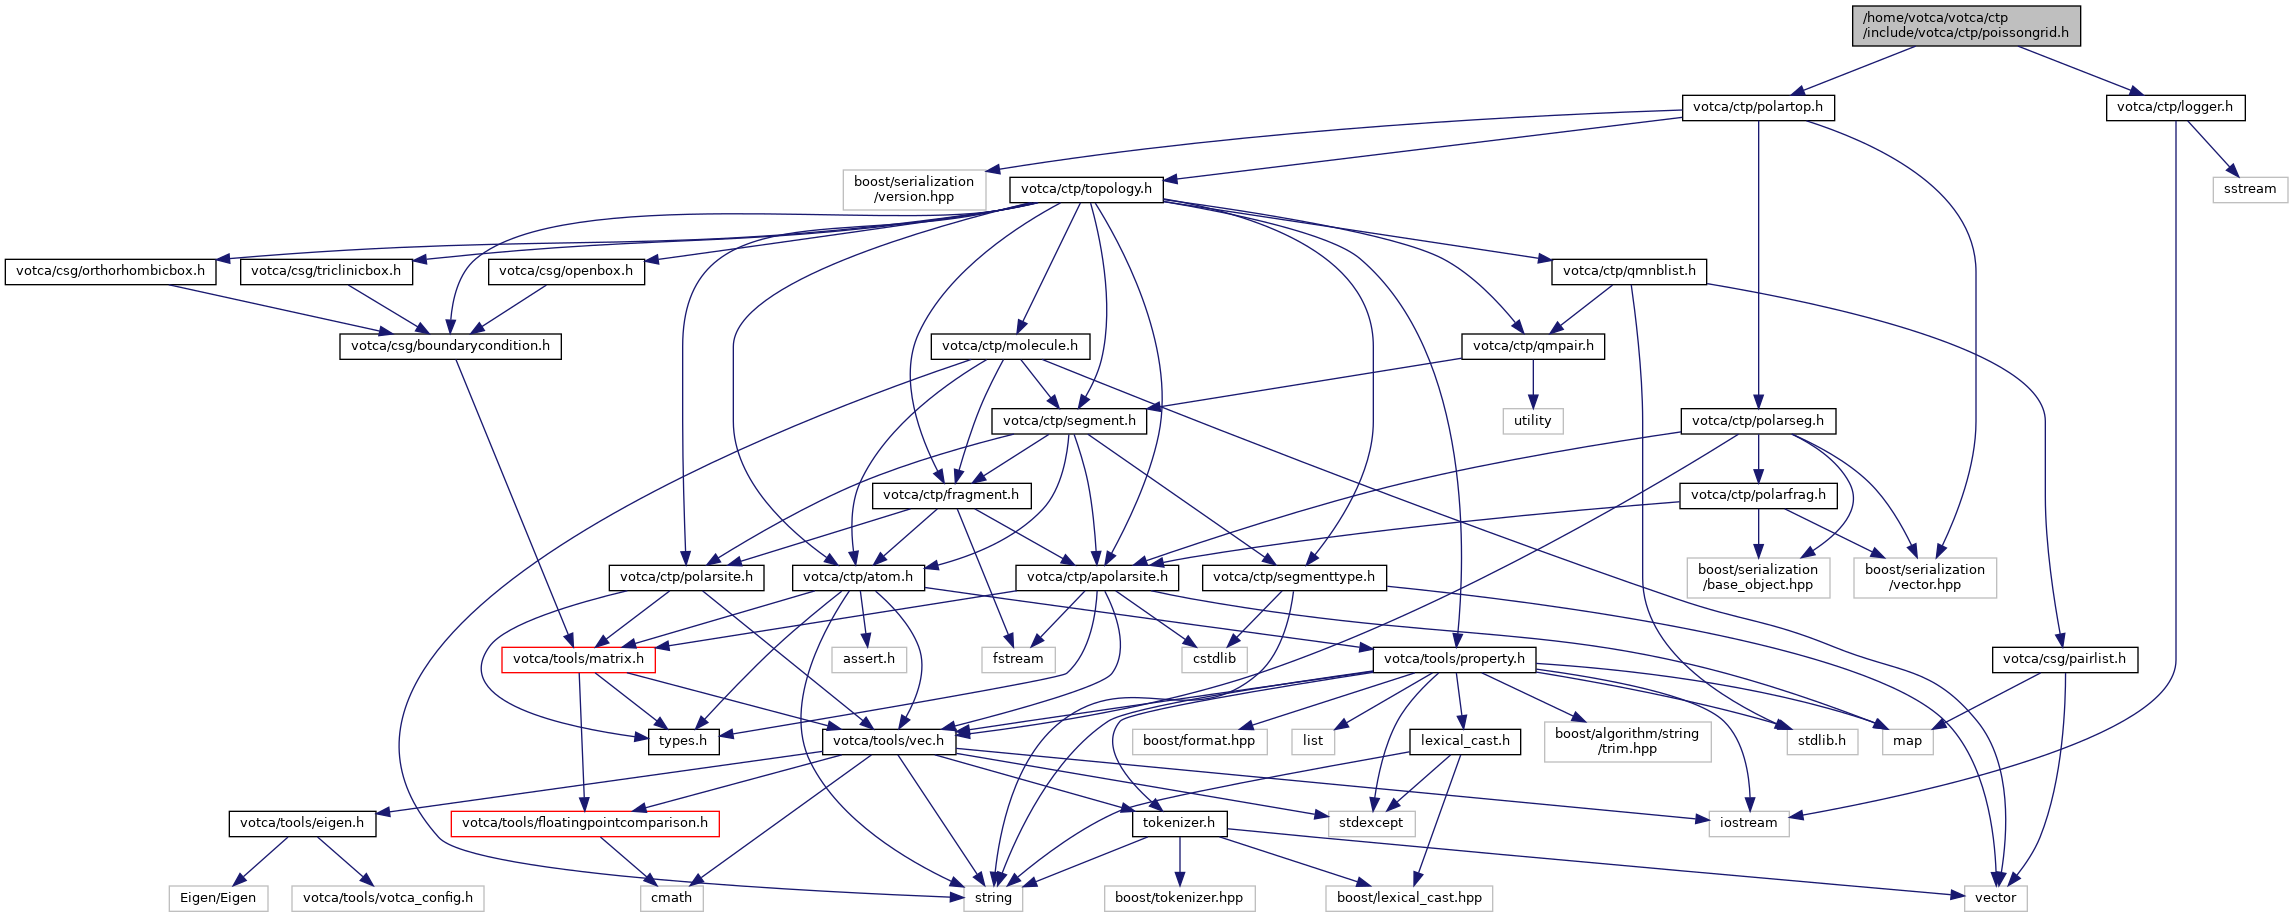 /home/votca/votca/ctp
/include/votca/ctp/poissongrid.h
votca/ctp/polartop.h
votca/ctp/logger.h
boost/serialization
/version.hpp
votca/ctp/topology.h
sstream
votca/csg/orthorhombicbox.h
votca/csg/triclinicbox.h
votca/csg/openbox.h
votca/ctp/qmnblist.h
votca/csg/boundarycondition.h
votca/ctp/molecule.h
votca/ctp/qmpair.h
votca/ctp/segment.h
utility
votca/ctp/polarseg.h
votca/ctp/fragment.h
votca/ctp/polarfrag.h
votca/ctp/polarsite.h
votca/ctp/atom.h
votca/ctp/apolarsite.h
votca/ctp/segmenttype.h
boost/serialization
/base_object.hpp
boost/serialization
/vector.hpp
votca/tools/matrix.h
assert.h
fstream
cstdlib
votca/tools/property.h
votca/csg/pairlist.h
types.h
votca/tools/vec.h
boost/format.hpp
list
lexical_cast.h
boost/algorithm/string
/trim.hpp
stdlib.h
map
votca/tools/eigen.h
votca/tools/floatingpointcomparison.h
tokenizer.h
stdexcept
iostream
Eigen/Eigen
votca/tools/votca_config.h
cmath
string
boost/tokenizer.hpp
boost/lexical_cast.hpp
vector